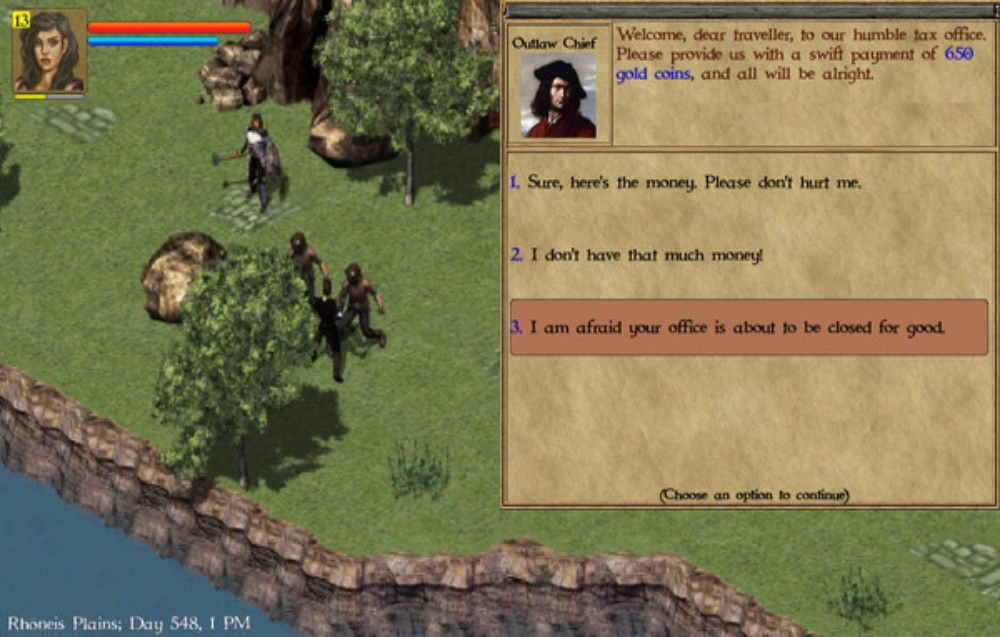 13
Outlaw Chief
Welcome, dear traveller, to our humble tax office.
Please provide us with a swift payment of 650
gold coins, and all will be alright.
1. Sure, here's the money. Please don't hurt me.
2. I don't have that much money!
3. I am afraid your office is about to be closed for good.
(Choose an option to continue)
Rhoneis Plains; Day 548, 1 PM